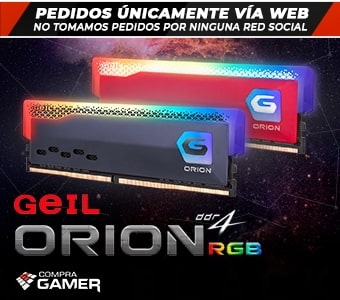 PEDIDOS ÚNICAMENTE VÍA WEB
NO TOMAMOS PEDIDOS POR NINGUNA RED SOCIAL
G
ORION
G
ORION
GeIL
ddr4
ORION RGB
COMPRA
GAMER